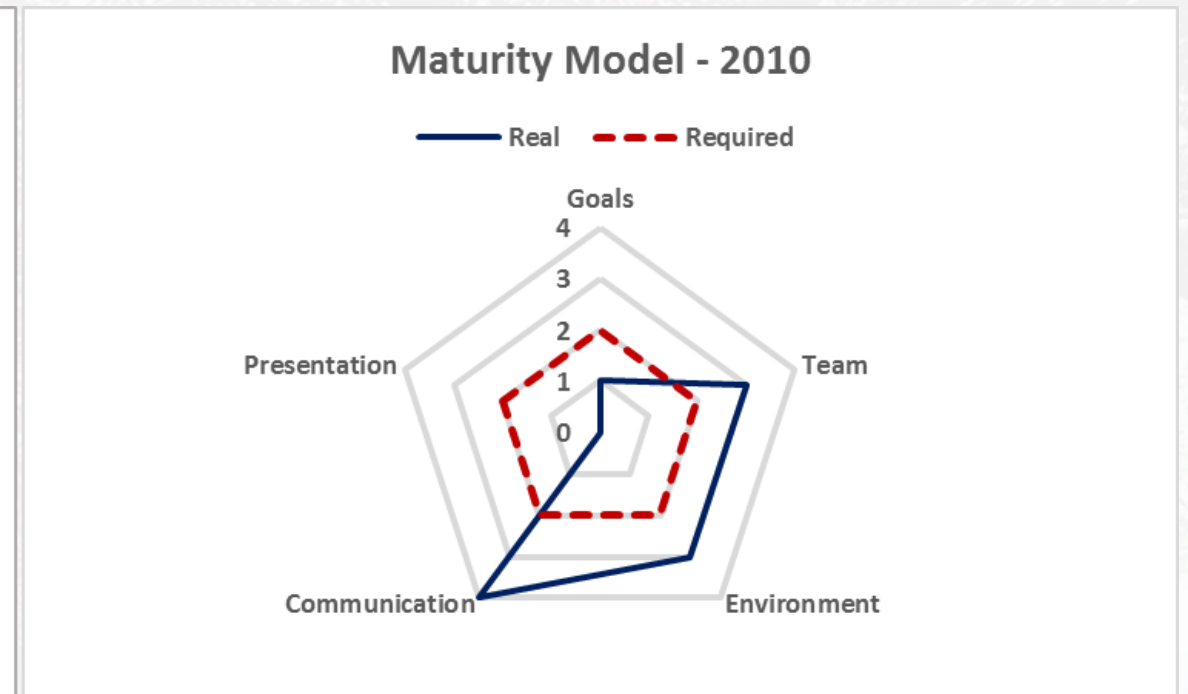 Maturity Model - 2010
Real Required
Goals
4
3
2
1
0
Presentation
Team
Communication
Environment